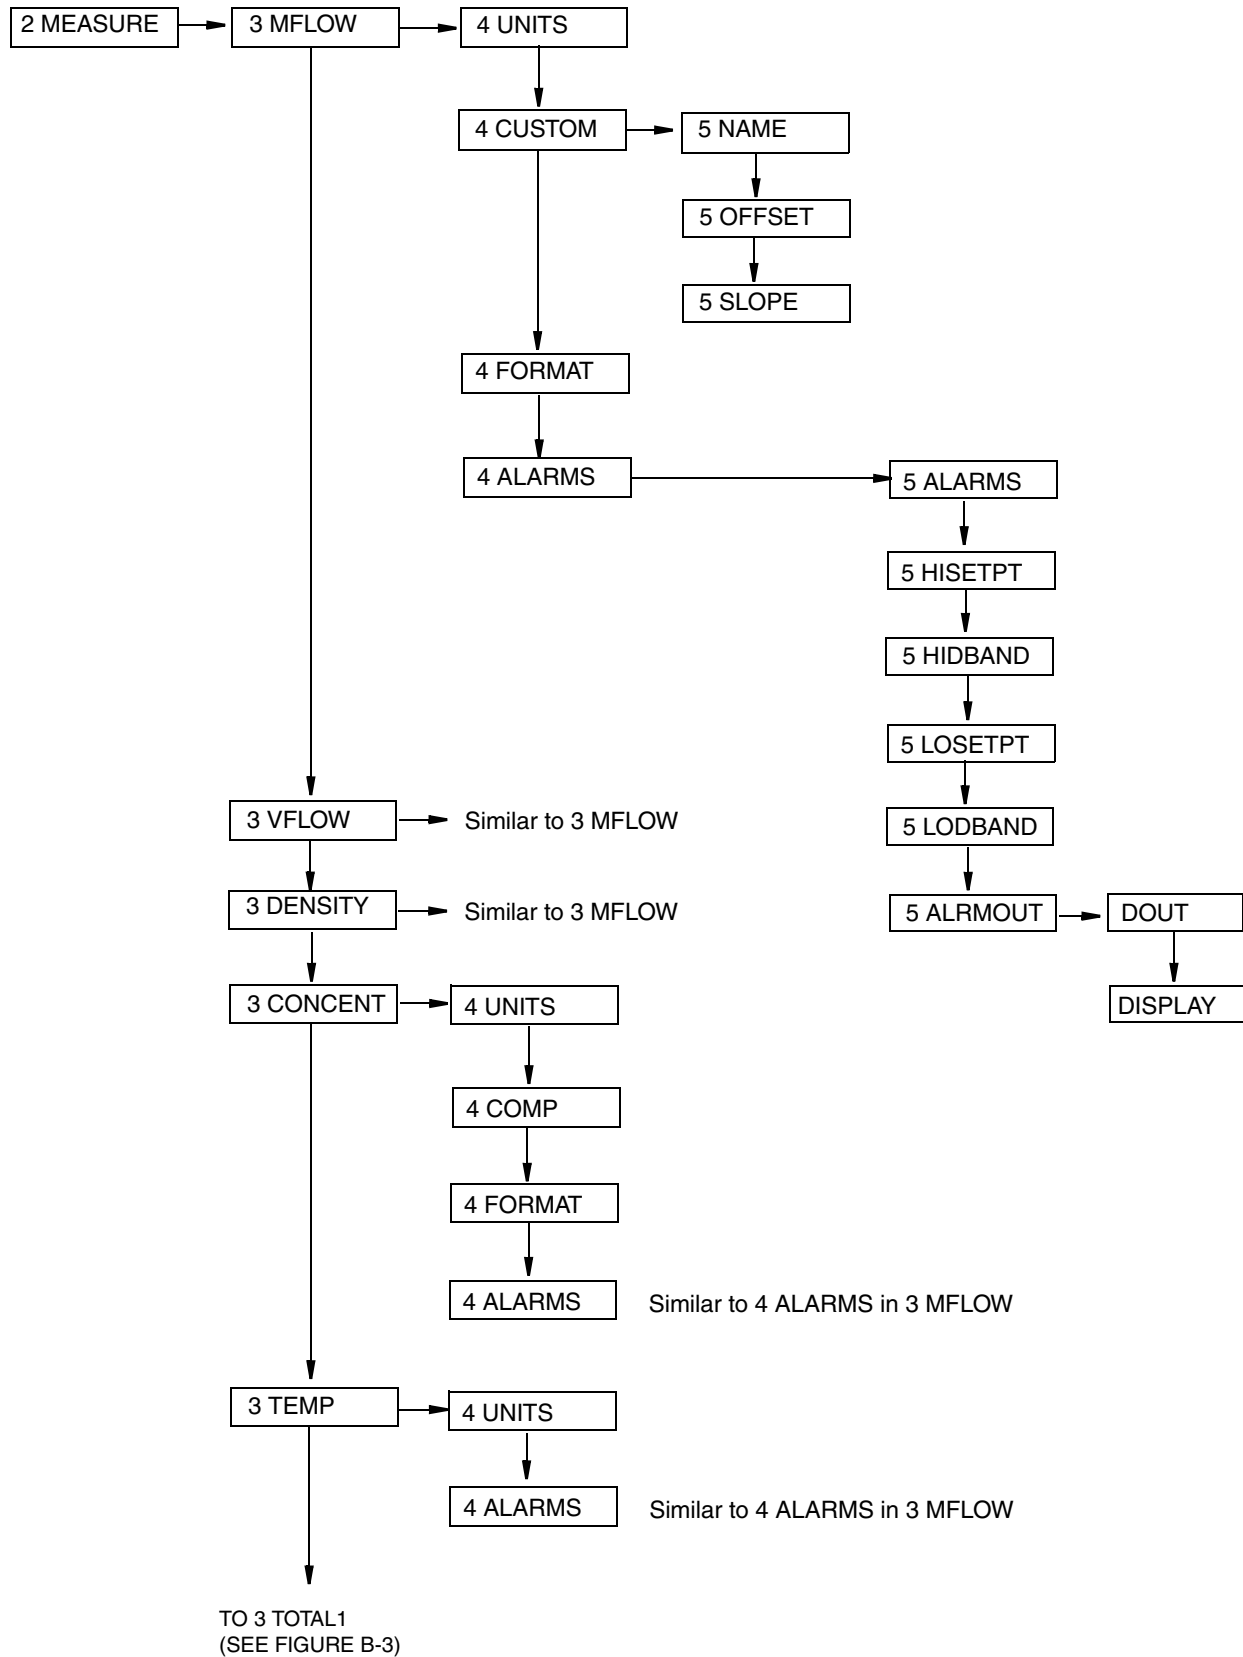 2 MEASURE
3 MFLOW
4 UNITS
4 CUSTOM
5 NAME
5 OFFSET
5 SLOPE
4 FORMAT
4 ALARMS
5 ALARMS
5 HISETPT
5 HIDBAND
5 LOSETPT
5 LODBAND
5 ALRMOUT
DOUT
DISPLAY
3 VFLOW
Similar to 3 MFLOW
3 DENSITY
Similar to 3 MFLOW
3 CONCENT
4 UNITS
4 COMP
4 FORMAT
4 ALARMS
Similar to 4 ALARMS in 3 MFLOW
3 TEMP
4 UNITS
4 ALARMS
Similar to 4 ALARMS in 3 MFLOW
TO 3 TOTAL1
(SEE FIGURE B-3)